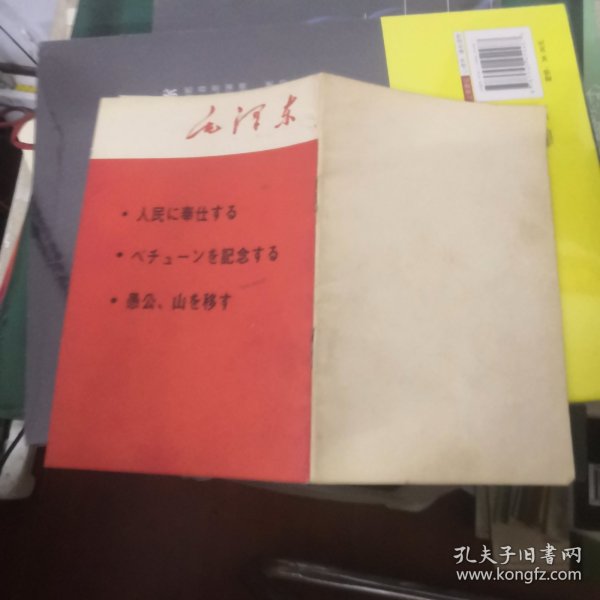 毛泽东
・人民に奉仕する
・ベチューンを記念する
・愚公、山を移す
孔夫子旧书网
www.kongfz.com